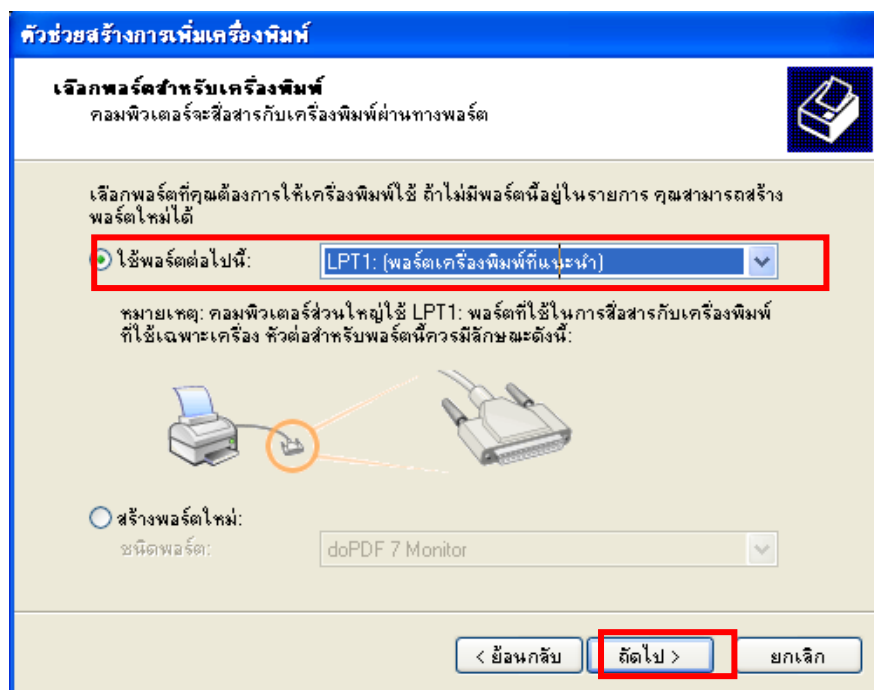 ตัวช่วยสร้างการเพิ่มเครื่องพิมพ์
เลือกพอร์ตสำหรับเครื่องพิมพ์
คอมพิวเตอร์จะสื่อสารกับเครื่องพิมพ์ผ่านทางพอร์ต
เลือกพอร์ตที่คุณต้องการให้เครื่องพิมพ์ใช้ ถ้าไม่มีพอร์ตนี้อยู่ในรายการ คุณสามารถสร้าง
พอร์ตใหม่ได้
ใช้พอร์ตต่อไปนี้: LPT1: (พอร์ตเครื่องพิมพ์ที่แนะนำ)
หมายเหตุ: คอมพิวเตอร์ส่วนใหญ่ใช้ LPT1: พอร์ตที่ใช้ในการสื่อสารกับเครื่องพิมพ์
ที่ใช้เฉพาะเครื่อง หัวต่อสำหรับพอร์ตนี้ควรมีลักษณะดังนี้:
สร้างพอร์ตใหม่:
ชนิดพอร์ต: doPDF 7 Monitor
< ย้อนกลับ ถัดไป > ยกเลิก